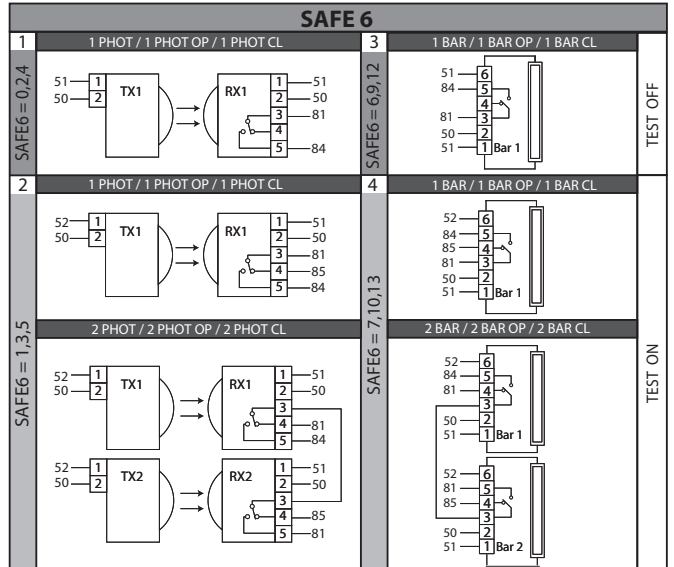 SAFE 6
1
1 PHOT / 1 PHOT OP / 1 PHOT CL
SAFE6 = 0,2,4
51 1
50 2
TX1
RX1
1 51
2 50
3 81
4
5 84
3
1 BAR / 1 BAR OP / 1 BAR CL
SAFE6 = 6,9,12
51 6
84 5
4
81 3
50 2
51 1 Bar 1
TEST OFF
2
1 PHOT / 1 PHOT OP / 1 PHOT CL
SAFE6 = 1,3,5
52 1
50 2
TX1
RX1
1 51
2 50
3 81
4 85
5 84
2 PHOT / 2 PHOT OP / 2 PHOT CL
52 1
50 2
TX1
RX1
1 51
2 50
3
4 81
5 84
52 1
50 2
TX2
RX2
1 51
2 50
3
4 85
5 81
4
1 BAR / 1 BAR OP / 1 BAR CL
SAFE6 = 7,10,13
52 6
84 5
85 4
81 3
50 2
51 1 Bar 1
2 BAR / 2 BAR OP / 2 BAR CL
52 6
84 5
81 4
3
50 2
51 1 Bar 1
52 6
81 5
85 4
3
50 2
51 1 Bar 2
TEST ON